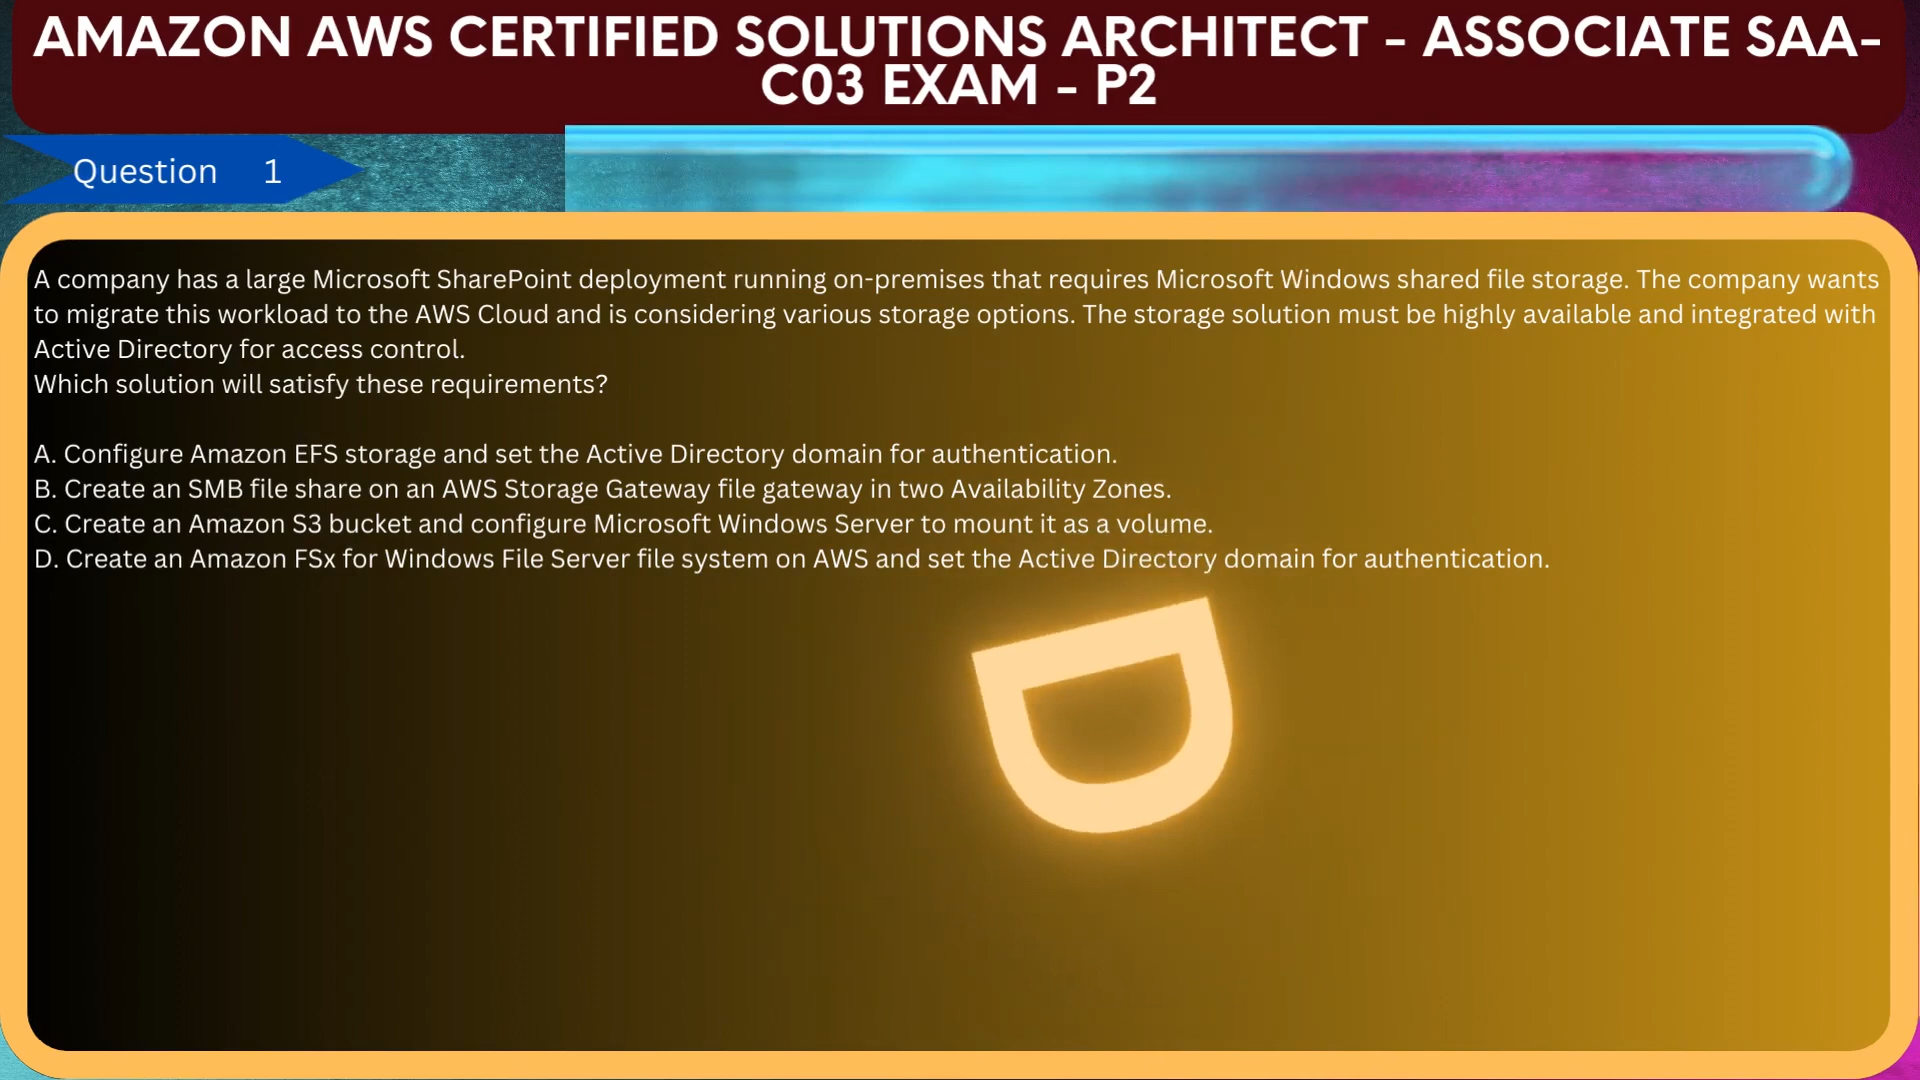 AMAZON AWS CERTIFIED SOLUTIONS ARCHITECT - ASSOCIATE SAA-
C03 EXAM - P2
Question 1
A company has a large Microsoft SharePoint deployment running on-premises that requires Microsoft Windows shared file storage. The company wants
to migrate this workload to the AWS Cloud and is considering various storage options. The storage solution must be highly available and integrated with
Active Directory for access control.
Which solution will satisfy these requirements?
A. Configure Amazon EFS storage and set the Active Directory domain for authentication.
B. Create an SMB file share on an AWS Storage Gateway file gateway in two Availability Zones.
C. Create an Amazon S3 bucket and configure Microsoft Windows Server to mount it as a volume.
D. Create an Amazon FSx for Windows File Server file system on AWS and set the Active Directory domain for authentication.
D